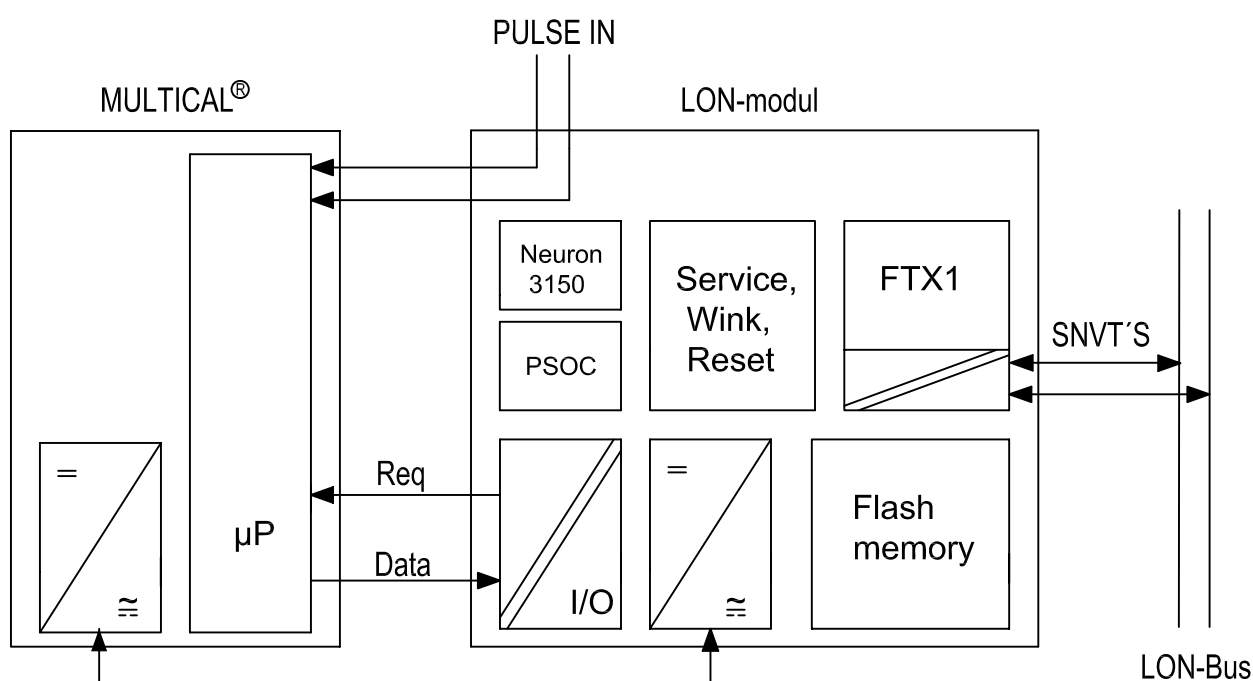 PULSE IN
MULTICAL®
LON-modul
Neuron
3150
Service,
Wink,
Reset
FTX1
SNVT´S
PSOC
=
≅
µP
Req
Data
I/O
=
≅
Flash
memory
LON-Bus